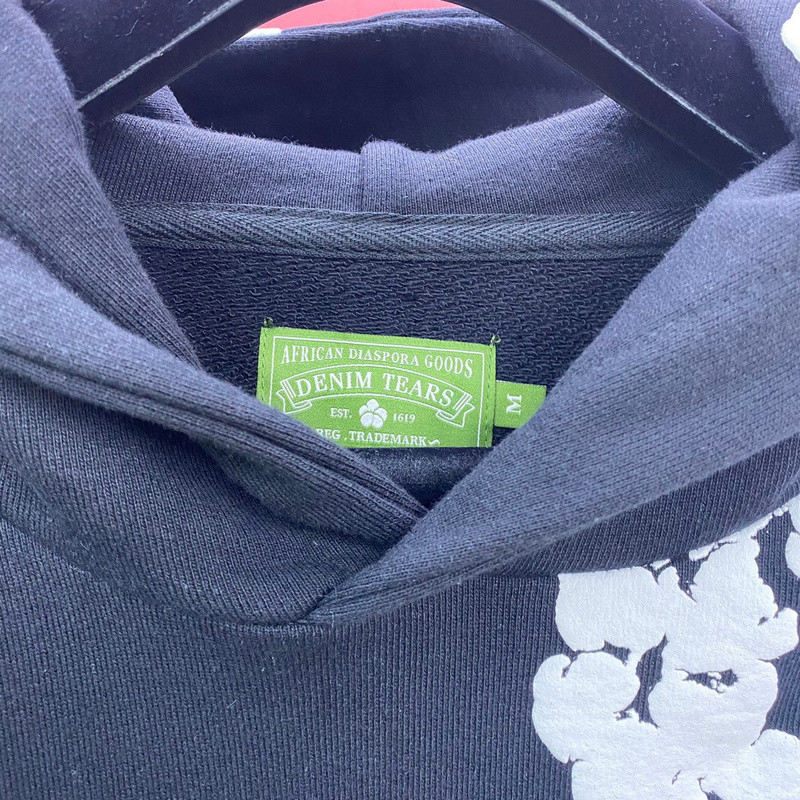 AFRICAN DIASPORA GOODS
DENIM TEARS
EST. 1619
REG . TRADEMARK
M